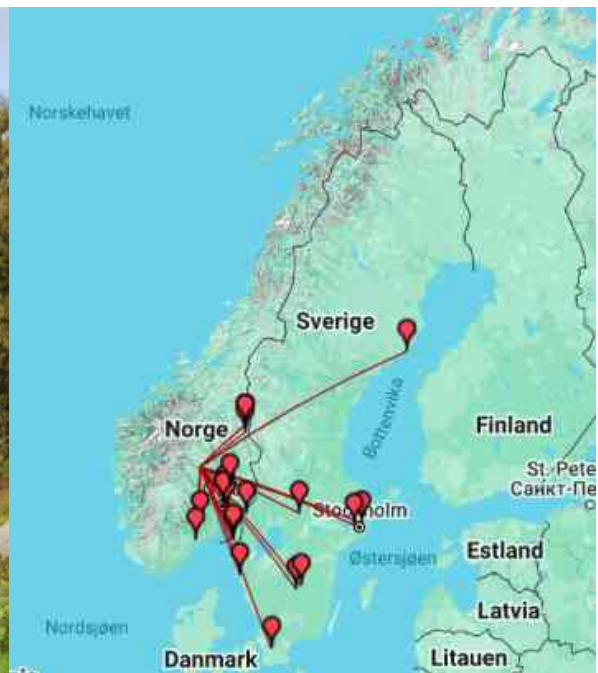 Norskehavet
Sverige
Bottenvika
Norge
Finland
St. Pete
Санкт-Пе
Stockholm
Østersjøen
Estland
Latvia
Nordsjøen
Danmark
Litauen